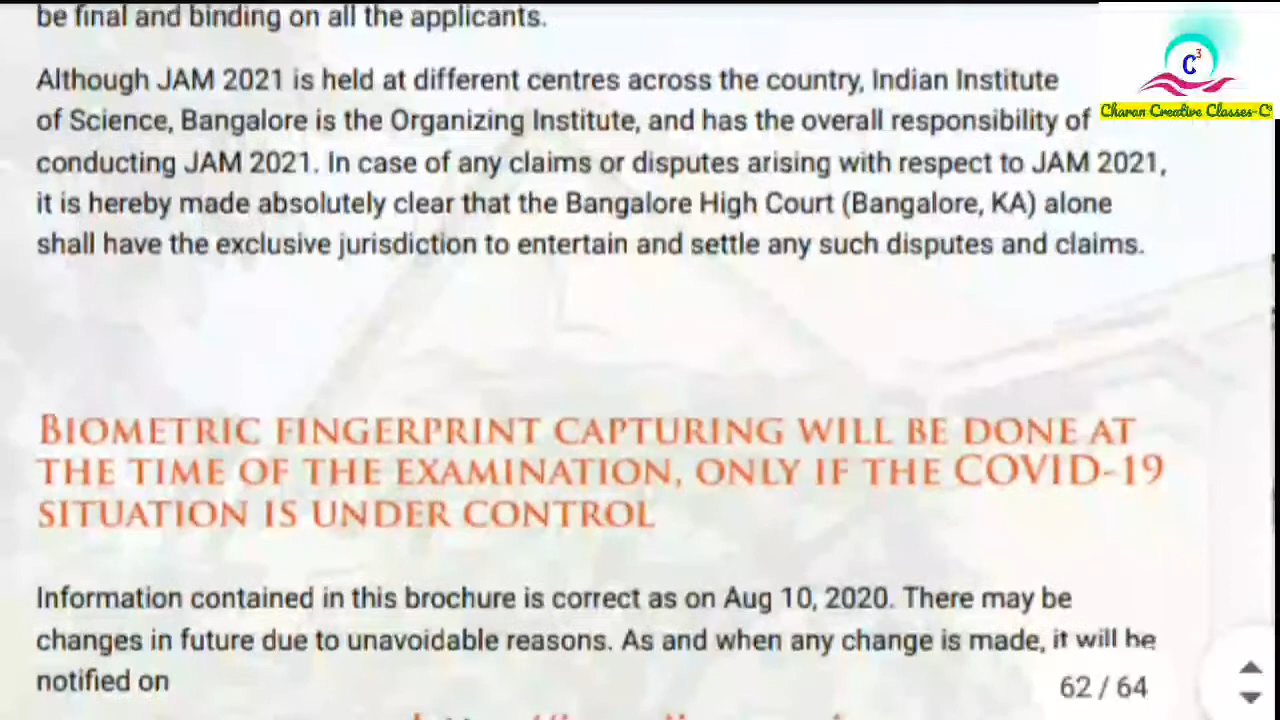 be final and binding on all the applicants.
C3
Charan Creative Classes-C
Although JAM 2021 is held at different centres across the country, Indian Institute
of Science, Bangalore is the Organizing Institute, and has the overall responsibility of
conducting JAM 2021. In case of any claims or disputes arising with respect to JAM 2021,
it is hereby made absolutely clear that the Bangalore High Court (Bangalore, KA) alone
shall have the exclusive jurisdiction to entertain and settle any such disputes and claims.
BIOMETRIC FINGERPRINT CAPTURING WILL BE DONE AT
THE TIME OF THE EXAMINATION, ONLY IF THE COVID-19
SITUATION IS UNDER CONTROL
Information contained in this brochure is correct as on Aug 10, 2020. There may be
changes in future due to unavoidable reasons. As and when any change is made, it will be
notified on
62 / 64